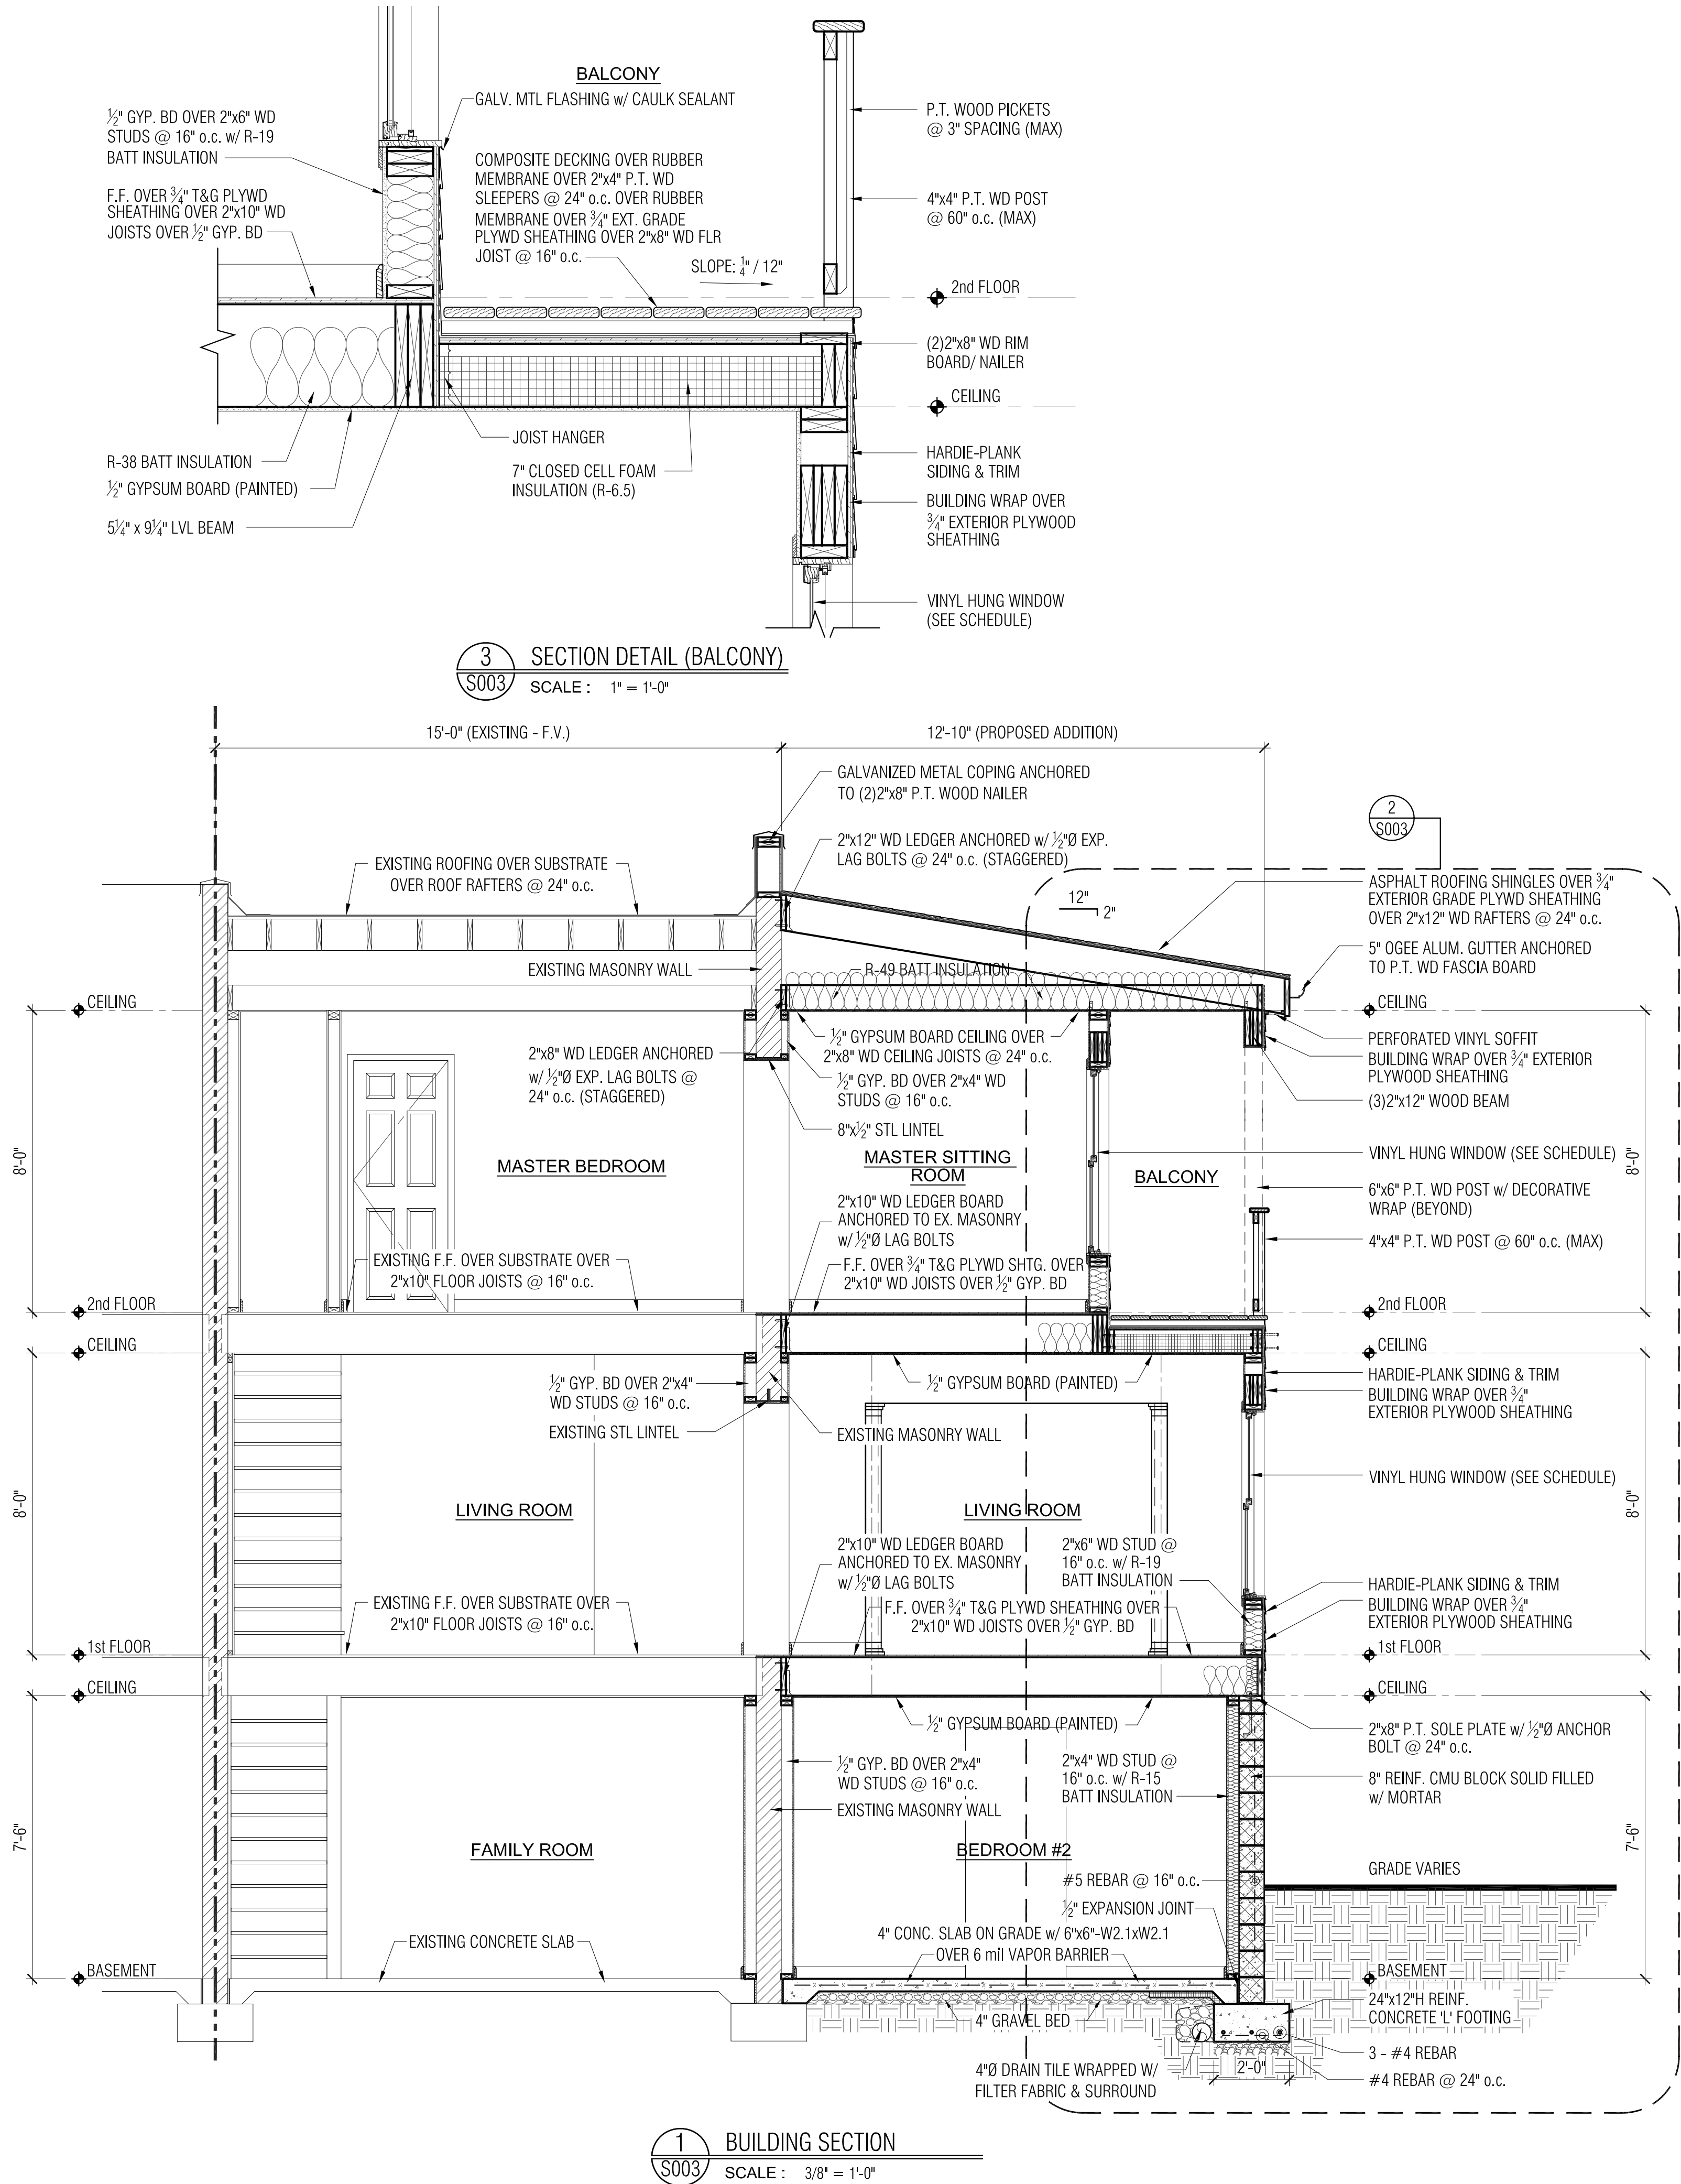 BALCONY
GALV. MTL FLASHING w/ CAULK SEALANT
½" GYP. BD OVER 2"x6" WD
STUDS @ 16" o.c. w/ R-19
BATT INSULATION
F.F. OVER ¾" T&G PLYWD
SHEATHING OVER 2"x10" WD
JOISTS OVER ½" GYP. BD
COMPOSITE DECKING OVER RUBBER
MEMBRANE OVER 2"x4" P.T. WD
SLEEPERS @ 24" o.c. OVER RUBBER
MEMBRANE OVER ¾" EXT. GRADE
PLYWD SHEATHING OVER 2"x8" WD FLR
JOIST @ 16" o.c.
SLOPE: ¼" / 12"
P.T. WOOD PICKETS
@ 3" SPACING (MAX)
4"x4" P.T. WD POST
@ 60" o.c. (MAX)
2nd FLOOR
(2)2"x8" WD RIM
BOARD/ NAILER
CEILING
HARDIE-PLANK
SIDING & TRIM
BUILDING WRAP OVER
¾" EXTERIOR PLYWOOD
SHEATHING
VINYL HUNG WINDOW
(SEE SCHEDULE)
JOIST HANGER
7" CLOSED CELL FOAM
INSULATION (R-6.5)
R-38 BATT INSULATION
½" GYPSUM BOARD (PAINTED)
5¼" x 9¼" LVL BEAM
3
S003
SECTION DETAIL (BALCONY)
SCALE : 1" = 1'-0"
15'-0" (EXISTING - F.V.)
12'-10" (PROPOSED ADDITION)
GALVANIZED METAL COPING ANCHORED
TO (2)2"x8" P.T. WOOD NAILER
2"x12" WD LEDGER ANCHORED w/ ½"Ø EXP.
LAG BOLTS @ 24" o.c. (STAGGERED)
EXISTING ROOFING OVER SUBSTRATE
OVER ROOF RAFTERS @ 24" o.c.
2
S003
12"
2"
ASPHALT ROOFING SHINGLES OVER ¾"
EXTERIOR GRADE PLYWD SHEATHING
OVER 2"x12" WD RAFTERS @ 24" o.c.
5" OGEE ALUM. GUTTER ANCHORED
TO P.T. WD FASCIA BOARD
EXISTING MASONRY WALL
R-49 BATT INSULATION
CEILING
CEILING
½" GYPSUM BOARD CEILING OVER
2"x8" WD CEILING JOISTS @ 24" o.c.
PERFORATED VINYL SOFFIT
BUILDING WRAP OVER ¾" EXTERIOR
PLYWOOD SHEATHING
(3)2"x12" WOOD BEAM
2"x8" WD LEDGER ANCHORED
w/ ½"Ø EXP. LAG BOLTS @
24" o.c. (STAGGERED)
½" GYP. BD OVER 2"x4" WD
STUDS @ 16" o.c.
8"x½" STL LINTEL
8'-0"
MASTER BEDROOM
MASTER SITTING
ROOM
BALCONY
VINYL HUNG WINDOW (SEE SCHEDULE)
8'-0"
6"x6" P.T. WD POST w/ DECORATIVE
WRAP (BEYOND)
4"x4" P.T. WD POST @ 60" o.c. (MAX)
2"x10" WD LEDGER BOARD
ANCHORED TO EX. MASONRY
w/ ½"Ø LAG BOLTS
EXISTING F.F. OVER SUBSTRATE OVER
2"x10" FLOOR JOISTS @ 16" o.c.
F.F. OVER ¾" T&G PLYWD SHTG. OVER
2"x10" WD JOISTS OVER ½" GYP. BD
2nd FLOOR
2nd FLOOR
CEILING
CEILING
½" GYP. BD OVER 2"x4"
WD STUDS @ 16" o.c.
EXISTING STL LINTEL
½" GYPSUM BOARD (PAINTED)
EXISTING MASONRY WALL
HARDIE-PLANK SIDING & TRIM
BUILDING WRAP OVER ¾"
EXTERIOR PLYWOOD SHEATHING
VINYL HUNG WINDOW (SEE SCHEDULE)
8'-0"
LIVING ROOM
LIVING ROOM
8'-0"
2"x10" WD LEDGER BOARD
ANCHORED TO EX. MASONRY
w/ ½"Ø LAG BOLTS
2"x6" WD STUD @
16" o.c. w/ R-19
BATT INSULATION
EXISTING F.F. OVER SUBSTRATE OVER
2"x10" FLOOR JOISTS @ 16" o.c.
F.F. OVER ¾" T&G PLYWD SHEATHING OVER
2"x10" WD JOISTS OVER ½" GYP. BD
HARDIE-PLANK SIDING & TRIM
BUILDING WRAP OVER ¾"
EXTERIOR PLYWOOD SHEATHING
1st FLOOR
1st FLOOR
CEILING
CEILING
½" GYPSUM BOARD (PAINTED)
2"x8" P.T. SOLE PLATE w/ ½"Ø ANCHOR
BOLT @ 24" o.c.
½" GYP. BD OVER 2"x4"
WD STUDS @ 16" o.c.
EXISTING MASONRY WALL
2"x4" WD STUD @
16" o.c. w/ R-15
BATT INSULATION
8" REINF. CMU BLOCK SOLID FILLED
w/ MORTAR
7'-6"
FAMILY ROOM
BEDROOM #2
7'-6"
#5 REBAR @ 16" o.c.
½" EXPANSION JOINT
GRADE VARIES
4" CONC. SLAB ON GRADE w/ 6"x6"-W2.1xW2.1
OVER 6 mil VAPOR BARRIER
EXISTING CONCRETE SLAB
BASEMENT
BASEMENT
24"x12"H REINF.
CONCRETE 'L' FOOTING
4" GRAVEL BED
3 - #4 REBAR
4"Ø DRAIN TILE WRAPPED W/
FILTER FABRIC & SURROUND
2'-0"
#4 REBAR @ 24" o.c.
1
S003
BUILDING SECTION
SCALE : 3/8" = 1'-0"